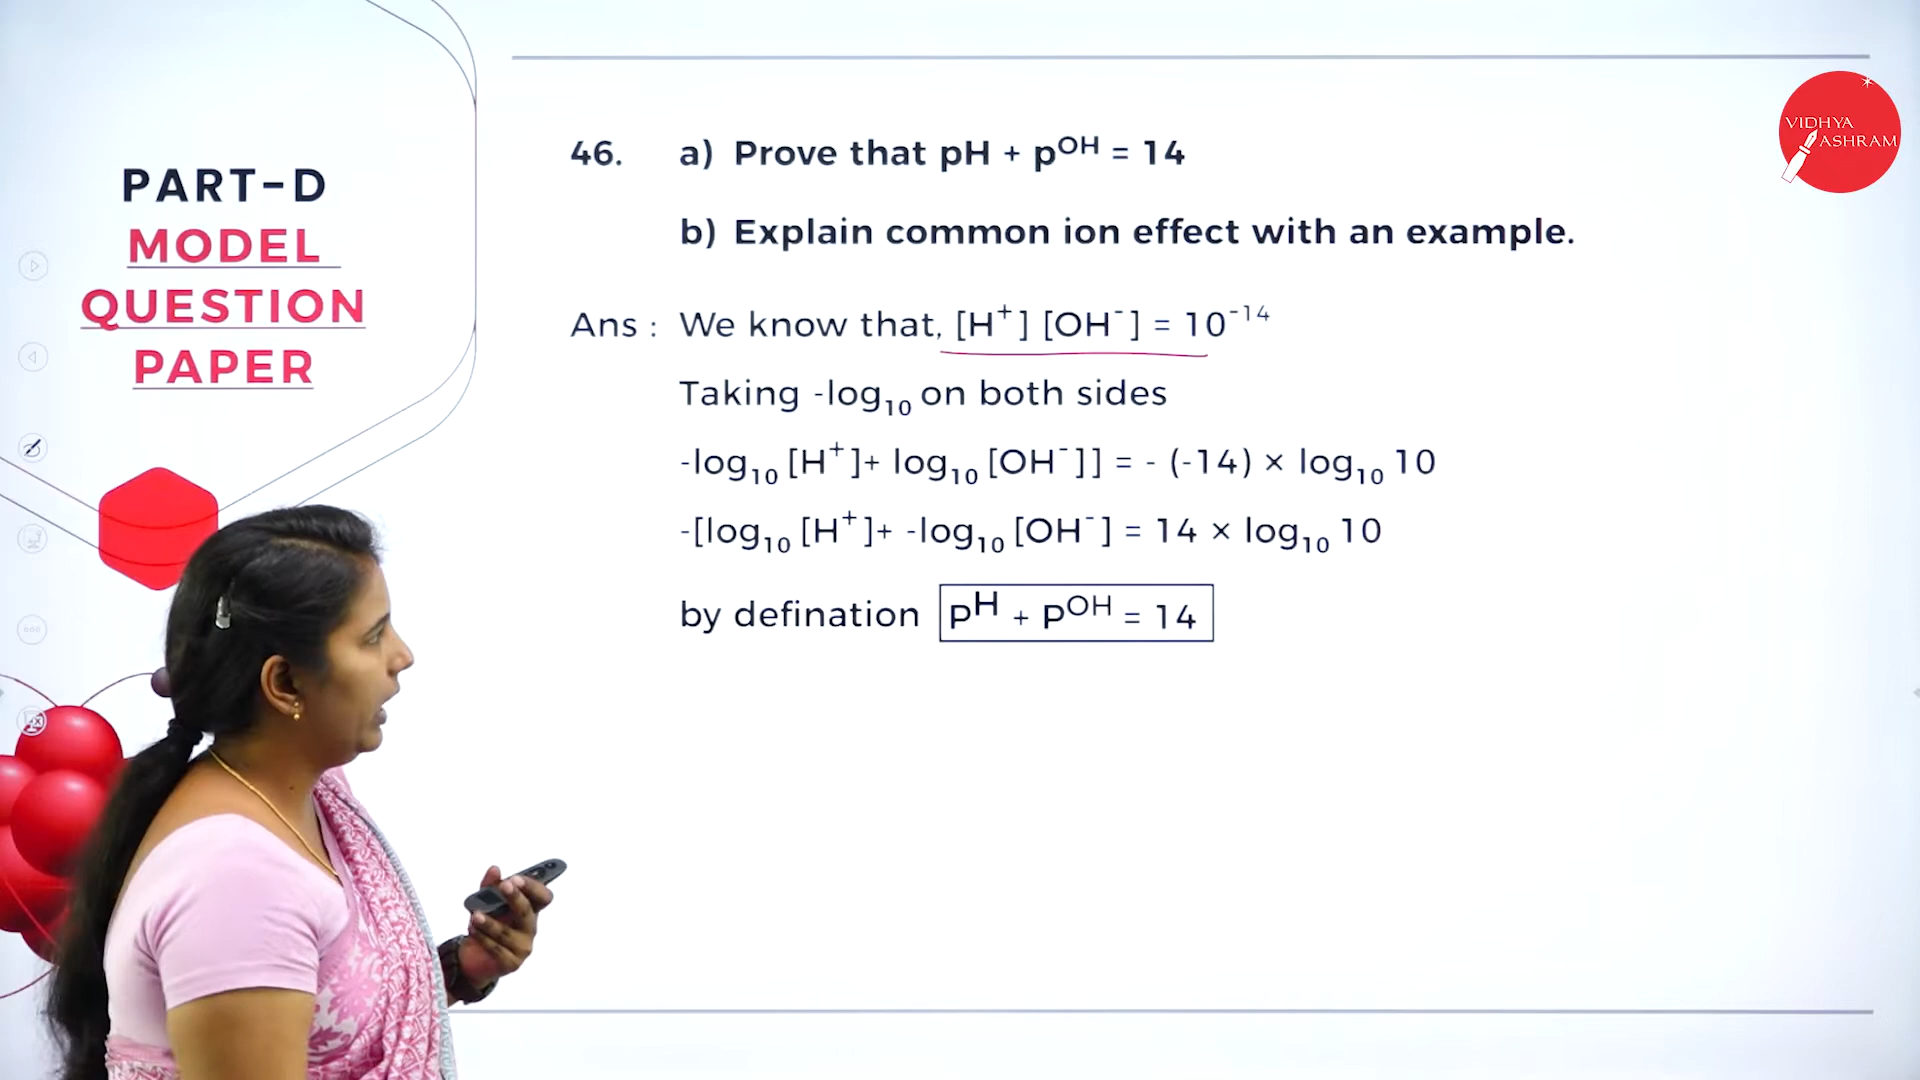 PART-D
MODEL
QUESTION
PAPER
VIDHYA
ASHRAM
46. a) Prove that pH + pᴼᴴ = 14
b) Explain common ion effect with an example.
Ans : We know that, [H⁺] [OH⁻] = 10⁻¹⁴
Taking -log₁₀ on both sides
-log₁₀ [H⁺]+ log₁₀ [OH⁻]] = - (-14) × log₁₀ 10
-[log₁₀ [H⁺]+ -log₁₀ [OH⁻] = 14 × log₁₀ 10
by defination Pᴴ + Pᴼᴴ = 14